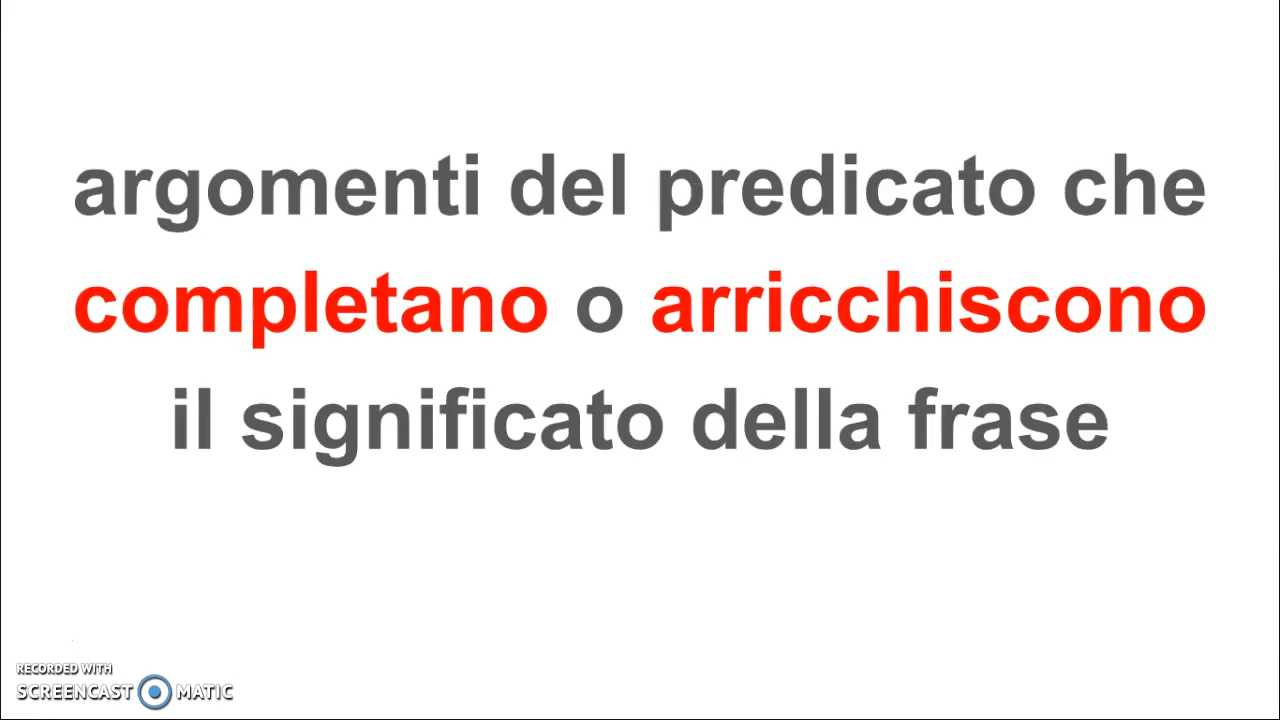 argomenti del predicato che
completano o arricchiscono
il significato della frase
RECORDED WITH
SCREENCAST MATIC